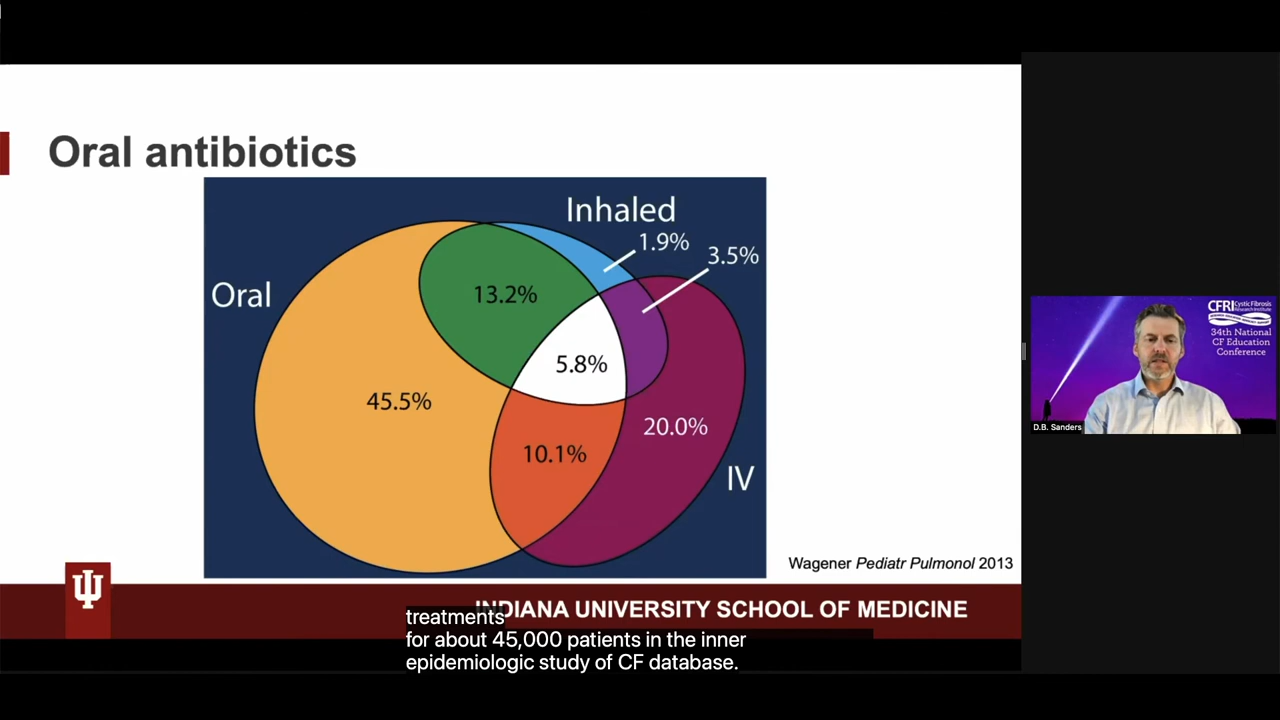 Oral antibiotics
Inhaled
1.9%
3.5%
Oral
13.2%
5.8%
45.5%
20.0%
10.1%
IV
Wagener Pediatr Pulmonol 2013
INDIANA UNIVERSITY SCHOOL OF MEDICINE
treatments
for about 45,000 patients in the inner
epidemiologic study of CF database.
CFRI Cystic Fibrosis
Research Institute
34th National
CF Education
Conference
D.B. Sanders